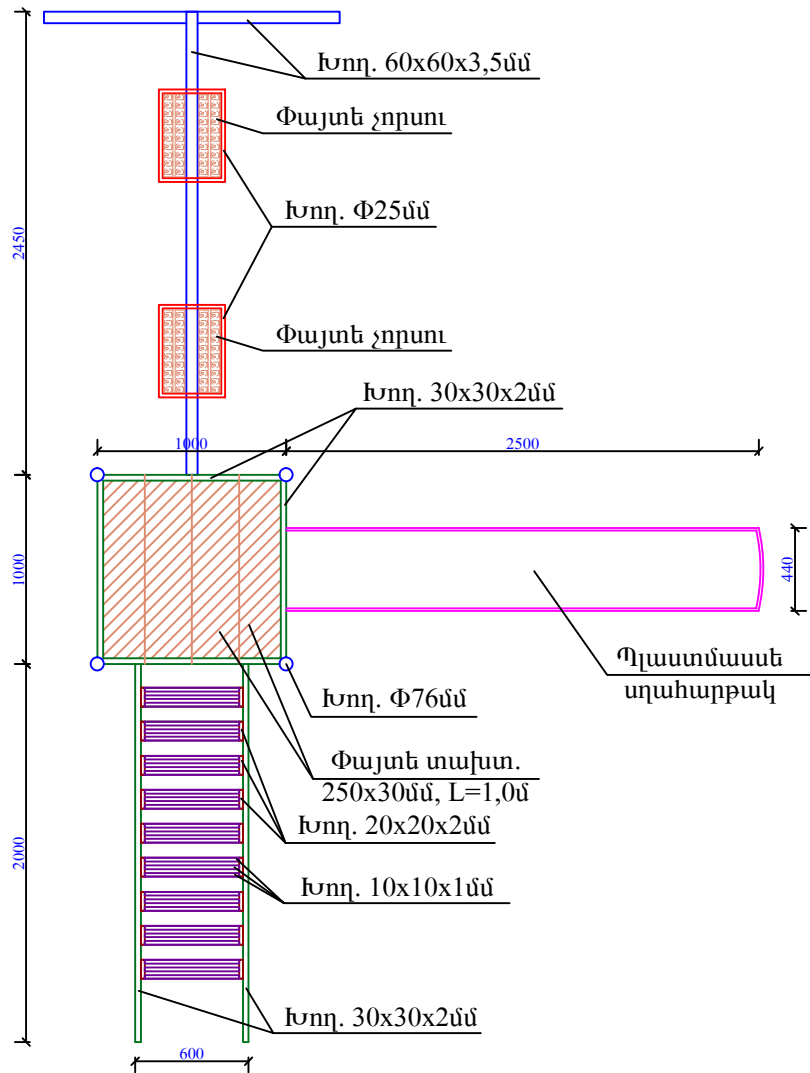 Խող. 60x60x3,5մմ
Փայտե չորսու
Խող. Փ25մմ
2450
Փայտե չորսու
Խող. 30x30x2մմ
1000
2500
1000
440
Պլաստմասսե
սղահարթակ
Խող. Փ76մմ
Փայտե տախտ.
250x30մմ, L=1,0մ
Խող. 20x20x2մմ
2000
Խող. 10x10x1մմ
Խող. 30x30x2մմ
600